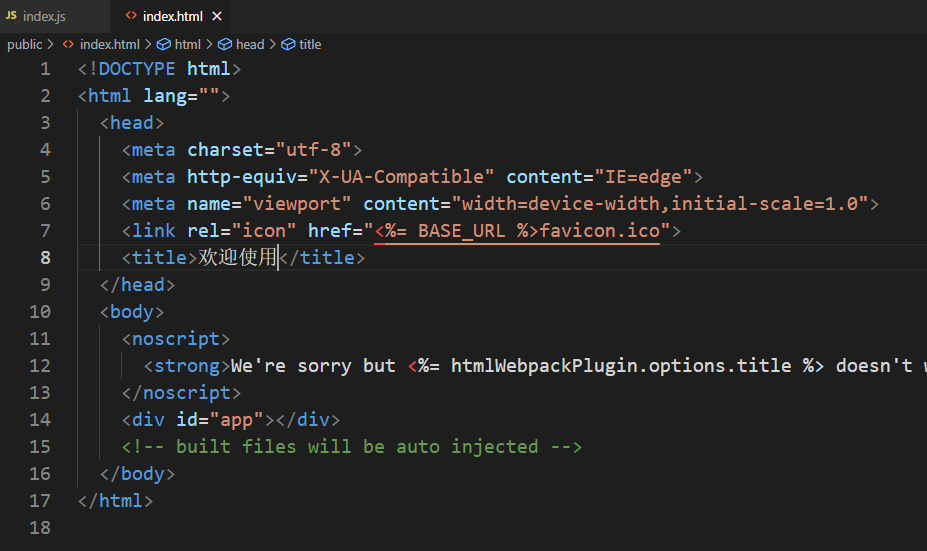 JS index.js <> index.html ×
public > <> index.html > html > head > title
1 <!DOCTYPE html>
2 <html lang="">
3 <head>
4 <meta charset="utf-8">
5 <meta http-equiv="X-UA-Compatible" content="IE=edge">
6 <meta name="viewport" content="width=device-width,initial-scale=1.0">
7 <link rel="icon" href="<%= BASE_URL %>favicon.ico">
8 <title>欢迎使用</title>
9 </head>
10 <body>
11 <noscript>
12 <strong>We're sorry but <%= htmlWebpackPlugin.options.title %> doesn't
13 </noscript>
14 <div id="app"></div>
15 <!-- built files will be auto injected -->
16 </body>
17 </html>
18